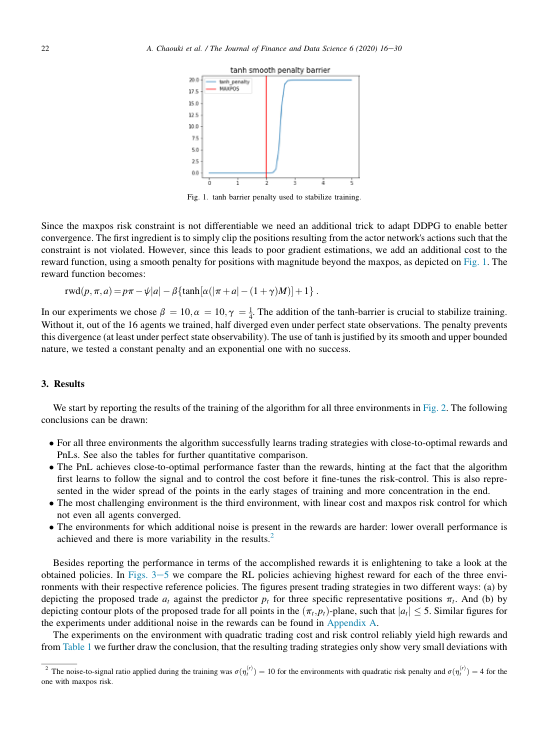 22
A. Chaouki et al. / The Journal of Finance and Data Science 6 (2020) 16–30
tanh smooth penalty barrier
tanh_penalty
MAXPOS
20.0
17.5
15.0
12.5
10.0
7.5
5.0
2.5
0.0
0 1 2 3 4 5
Fig. 1. tanh barrier penalty used to stabilize training.
Since the maxpos risk constraint is not differentiable we need an additional trick to adapt DDPG to enable better
convergence. The first ingredient is to simply clip the positions resulting from the actor network's actions such that the
constraint is not violated. However, since this leads to poor gradient estimations, we add an additional cost to the
reward function, using a smooth penalty for positions with magnitude beyond the maxpos, as depicted on Fig. 1. The
reward function becomes:
rwd(p, π, a) = pπ − ψ|a| − β{tanh[α(|π + a| − (1 + γ)M)] + 1} .
In our experiments we chose β = 10, α = 10, γ = 1/4. The addition of the tanh-barrier is crucial to stabilize training.
Without it, out of the 16 agents we trained, half diverged even under perfect state observations. The penalty prevents
this divergence (at least under perfect state observability). The use of tanh is justified by its smooth and upper bounded
nature, we tested a constant penalty and an exponential one with no success.
3. Results
We start by reporting the results of the training of the algorithm for all three environments in Fig. 2. The following
conclusions can be drawn:
• For all three environments the algorithm successfully learns trading strategies with close-to-optimal rewards and
PnLs. See also the tables for further quantitative comparison.
• The PnL achieves close-to-optimal performance faster than the rewards, hinting at the fact that the algorithm
first learns to follow the signal and to control the cost before it fine-tunes the risk-control. This is also repre-
sented in the wider spread of the points in the early stages of training and more concentration in the end.
• The most challenging environment is the third environment, with linear cost and maxpos risk control for which
not even all agents converged.
• The environments for which additional noise is present in the rewards are harder: lower overall performance is
achieved and there is more variability in the results.²
Besides reporting the performance in terms of the accomplished rewards it is enlightening to take a look at the
obtained policies. In Figs. 3–5 we compare the RL policies achieving highest reward for each of the three envi-
ronments with their respective reference policies. The figures present trading strategies in two different ways: (a) by
depicting the proposed trade aₜ against the predictor pₜ for three specific representative positions πₜ. And (b) by
depicting contour plots of the proposed trade for all points in the (πₜ, pₜ)-plane, such that |aₜ| ≤ 5. Similar figures for
the experiments under additional noise in the rewards can be found in Appendix A.
The experiments on the environment with quadratic trading cost and risk control reliably yield high rewards and
from Table 1 we further draw the conclusion, that the resulting trading strategies only show very small deviations with
² The noise-to-signal ratio applied during the training was σ(ηₜ⁽ʳ⁾) = 10 for the environments with quadratic risk penalty and σ(ηₜ⁽ʳ⁾) = 4 for the
one with maxpos risk.